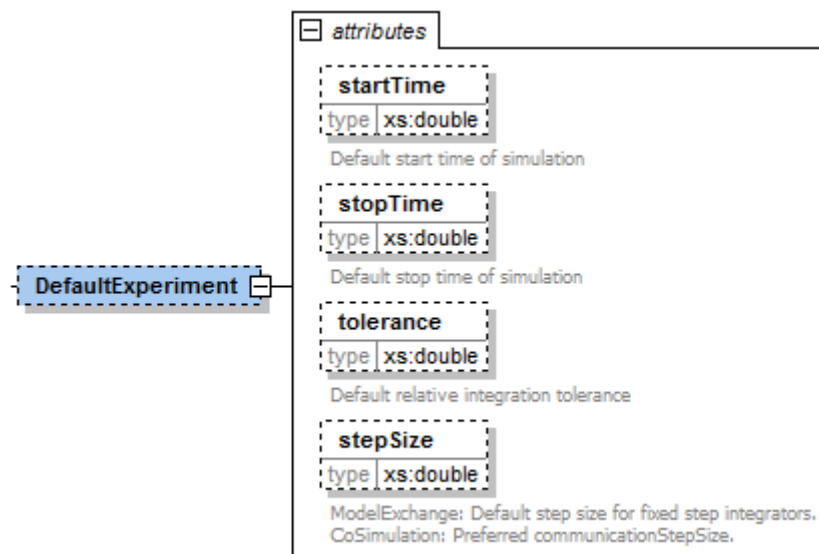 attributes
startTime
type xs:double
Default start time of simulation
stopTime
type xs:double
Default stop time of simulation
DefaultExperiment
tolerance
type xs:double
Default relative integration tolerance
stepSize
type xs:double
ModelExchange: Default step size for fixed step integrators.
CoSimulation: Preferred communicationStepSize.